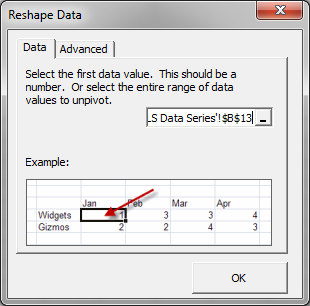 Reshape Data
Data Advanced
Select the first data value. This should be a
number. Or select the entire range of data
values to unpivot.
.S Data Series'!$B$13
Example:
Jan Feb Mar Apr
Widgets 1 3 3 4
Gizmos 2 2 4 3
OK